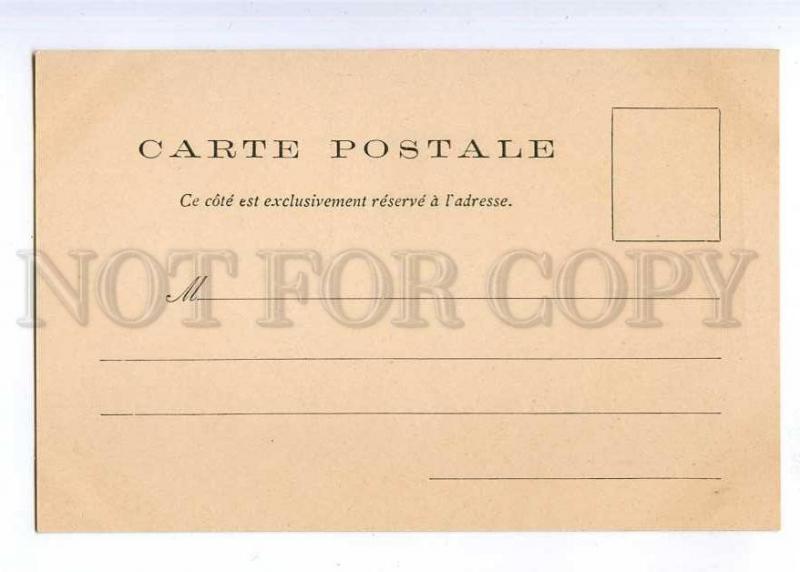 CARTE POSTALE
Ce côté est exclusivement réservé à l'adresse.
NOT FOR COPY
M